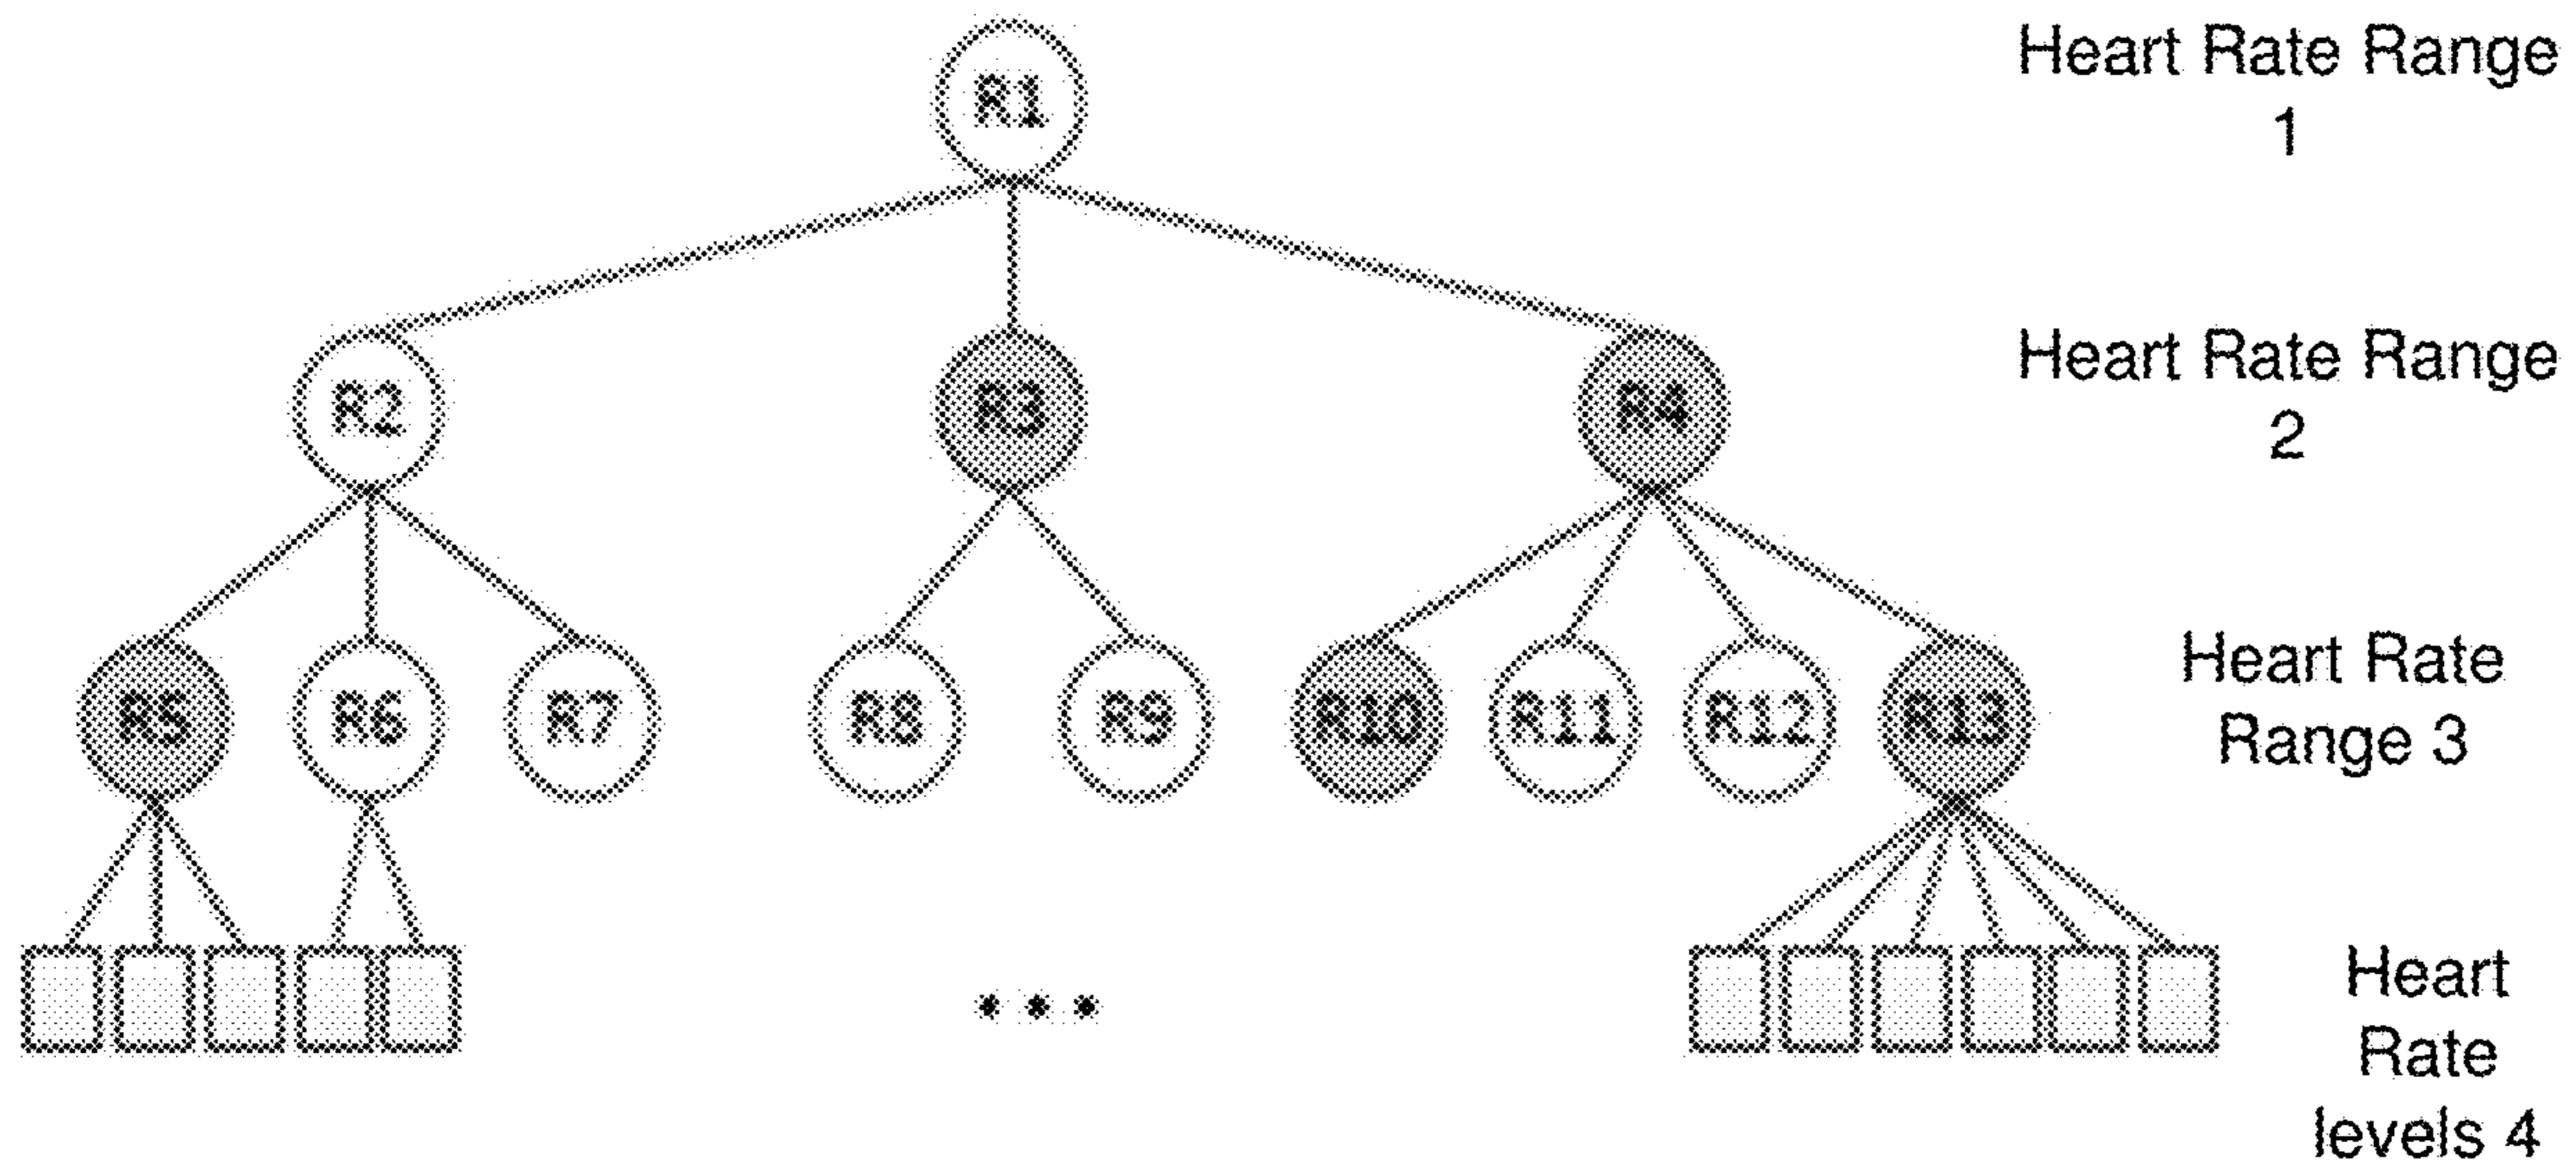 R1
Heart Rate Range
1
R2
R3
R4
Heart Rate Range
2
R5
R6
R7
R8
R9
R10
R11
R12
R13
Heart Rate
Range 3
...
Heart
Rate
levels 4